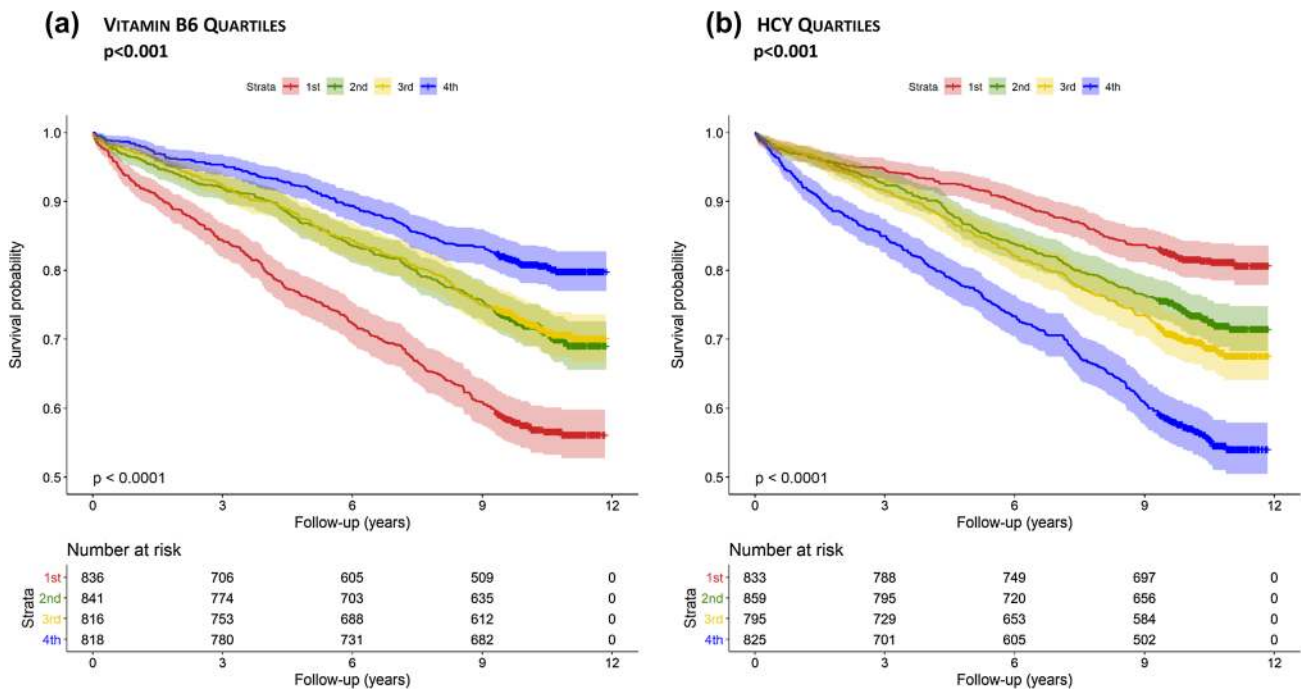 (a) VITAMIN B6 QUARTILES
p<0.001
Strata 1st 2nd 3rd 4th
Survival probability
1.0
0.9
0.8
0.7
0.6
0.5
p < 0.0001
0 3 6 9 12
Follow-up (years)
Number at risk
Strata
1st 836 706 605 509 0
2nd 841 774 703 635 0
3rd 816 753 688 612 0
4th 818 780 731 682 0
0 3 6 9 12
Follow-up (years)
(b) HCY QUARTILES
p<0.001
Strata 1st 2nd 3rd 4th
Survival probability
1.0
0.9
0.8
0.7
0.6
0.5
p < 0.0001
0 3 6 9 12
Follow-up (years)
Number at risk
Strata
1st 833 788 749 697 0
2nd 859 795 720 656 0
3rd 795 729 653 584 0
4th 825 701 605 502 0
0 3 6 9 12
Follow-up (years)